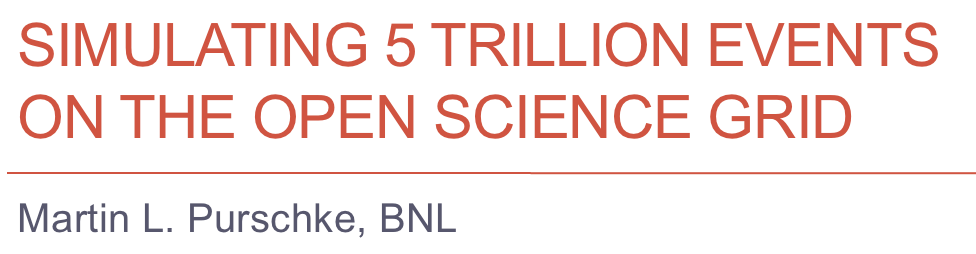 SIMULATING 5 TRILLION EVENTS
ON THE OPEN SCIENCE GRID
Martin L. Purschke, BNL